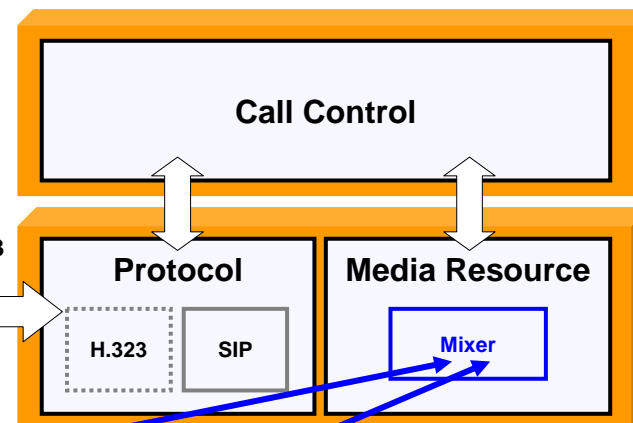 Call Control
Protocol
Media Resource
H.323
SIP
Mixer